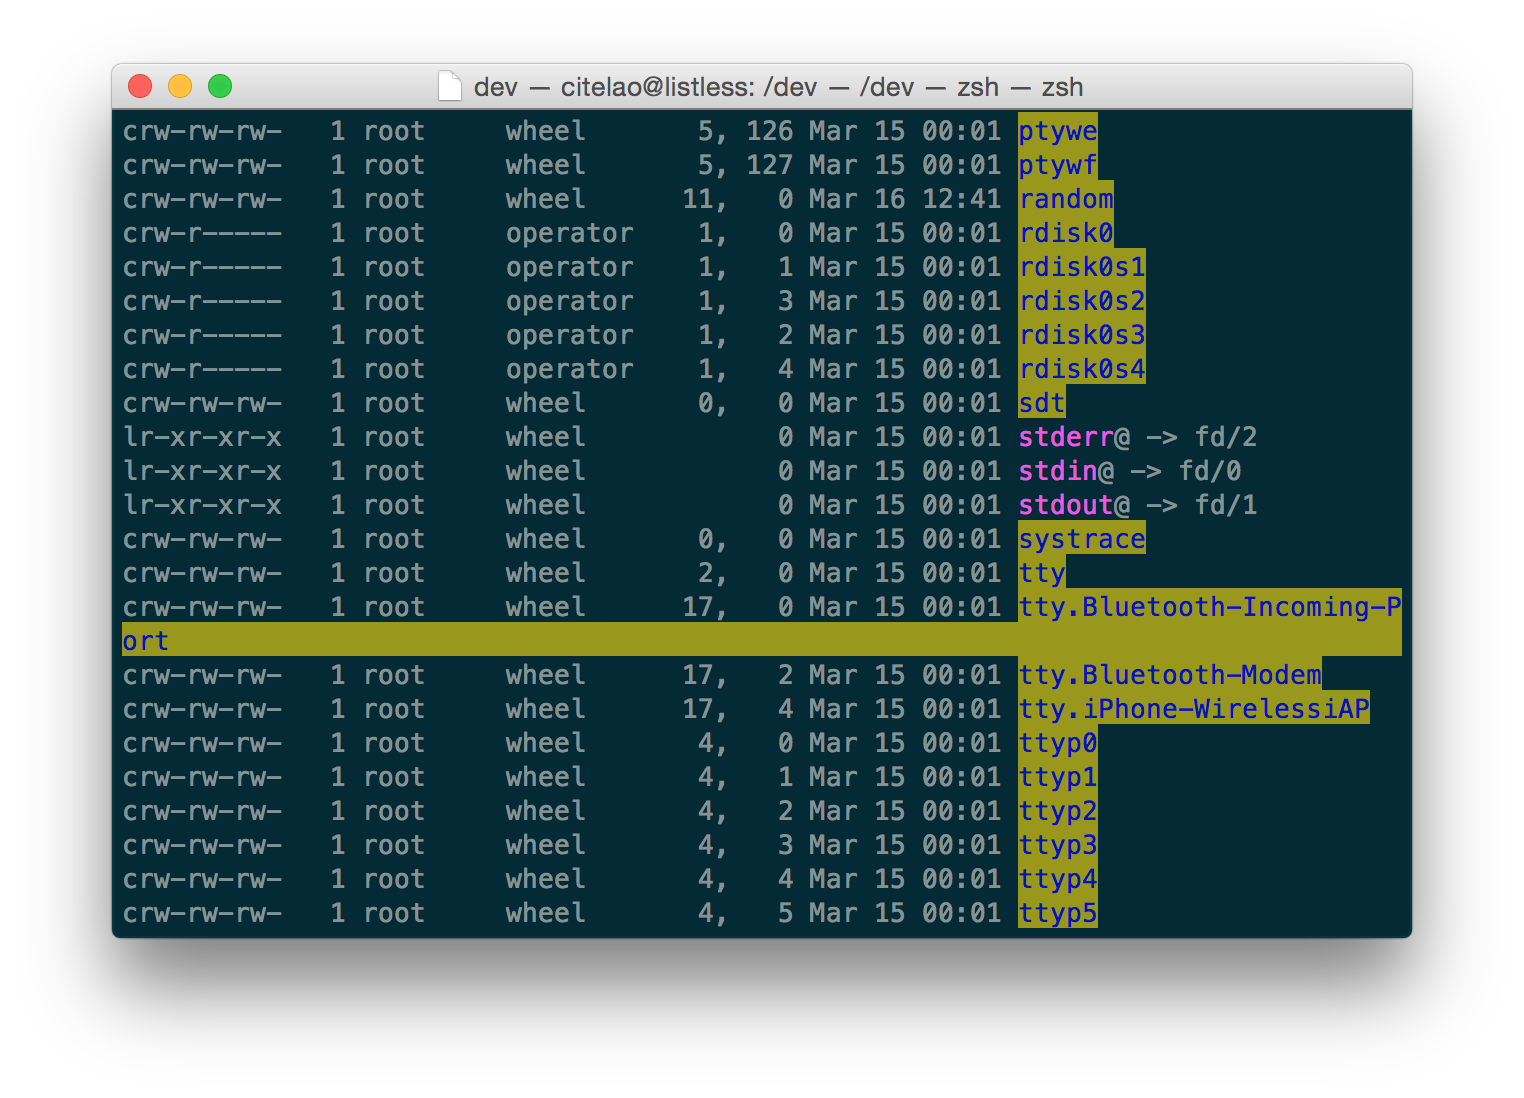 dev — citelao@listless: /dev — /dev — zsh — zsh
crw-rw-rw-   1 root     wheel       5, 126 Mar 15 00:01 ptywe
crw-rw-rw-   1 root     wheel       5, 127 Mar 15 00:01 ptywf
crw-rw-rw-   1 root     wheel      11,   0 Mar 16 12:41 random
crw-r-----   1 root     operator    1,   0 Mar 15 00:01 rdisk0
crw-r-----   1 root     operator    1,   1 Mar 15 00:01 rdisk0s1
crw-r-----   1 root     operator    1,   3 Mar 15 00:01 rdisk0s2
crw-r-----   1 root     operator    1,   2 Mar 15 00:01 rdisk0s3
crw-r-----   1 root     operator    1,   4 Mar 15 00:01 rdisk0s4
crw-rw-rw-   1 root     wheel       0,   0 Mar 15 00:01 sdt
lr-xr-xr-x   1 root     wheel            0 Mar 15 00:01 stderr@ -> fd/2
lr-xr-xr-x   1 root     wheel            0 Mar 15 00:01 stdin@ -> fd/0
lr-xr-xr-x   1 root     wheel            0 Mar 15 00:01 stdout@ -> fd/1
crw-rw-rw-   1 root     wheel       0,   0 Mar 15 00:01 systrace
crw-rw-rw-   1 root     wheel       2,   0 Mar 15 00:01 tty
crw-rw-rw-   1 root     wheel      17,   0 Mar 15 00:01 tty.Bluetooth-Incoming-P
ort
crw-rw-rw-   1 root     wheel      17,   2 Mar 15 00:01 tty.Bluetooth-Modem
crw-rw-rw-   1 root     wheel      17,   4 Mar 15 00:01 tty.iPhone-WirelessiAP
crw-rw-rw-   1 root     wheel       4,   0 Mar 15 00:01 ttyp0
crw-rw-rw-   1 root     wheel       4,   1 Mar 15 00:01 ttyp1
crw-rw-rw-   1 root     wheel       4,   2 Mar 15 00:01 ttyp2
crw-rw-rw-   1 root     wheel       4,   3 Mar 15 00:01 ttyp3
crw-rw-rw-   1 root     wheel       4,   4 Mar 15 00:01 ttyp4
crw-rw-rw-   1 root     wheel       4,   5 Mar 15 00:01 ttyp5